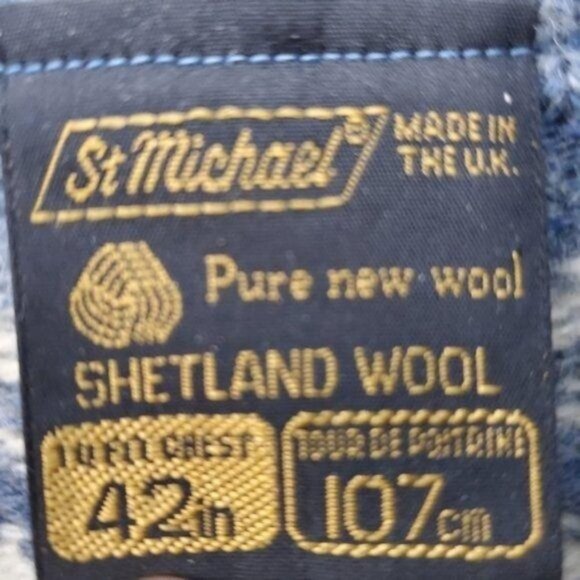 St Michael®
MADE IN
THE U.K.
Pure new wool
SHETLAND WOOL
TO FIT CHEST
42in
TOUR DE POITRINE
107cm